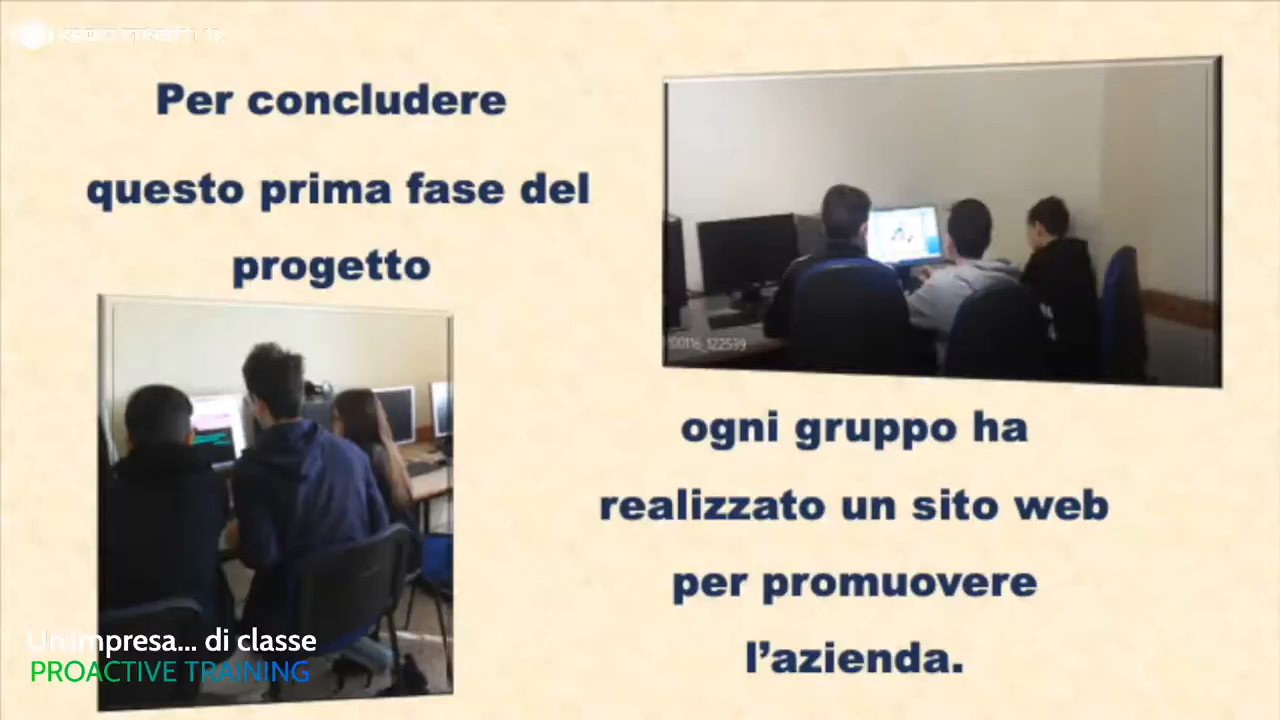 Per concludere
questo prima fase del
progetto
ogni gruppo ha
realizzato un sito web
per promuovere
l’azienda.
Un'impresa... di classe
PROACTIVE TRAINING